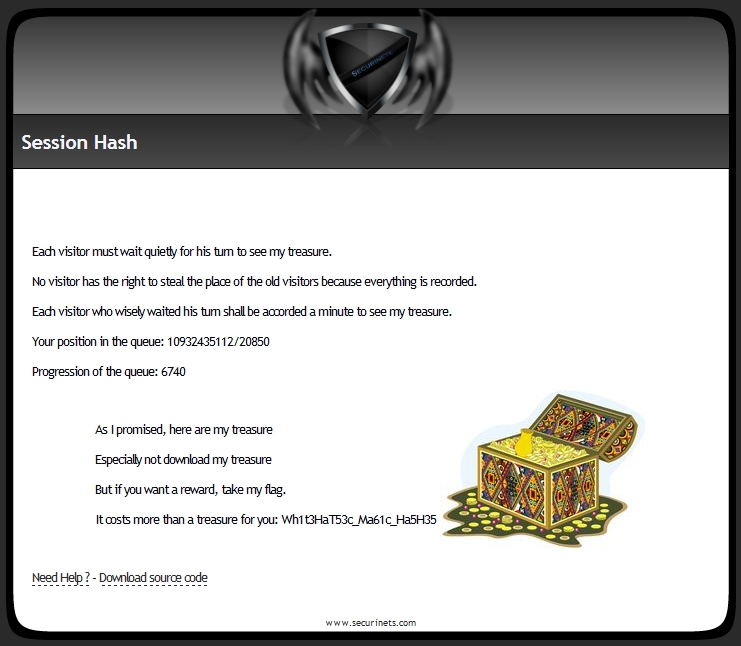 SECURINETS
Session Hash
Each visitor must wait quietly for his turn to see my treasure.
No visitor has the right to steal the place of the old visitors because everything is recorded.
Each visitor who wisely waited his turn shall be accorded a minute to see my treasure.
Your position in the queue: 10932435112/20850
Progression of the queue: 6740
As I promised, here are my treasure
Especially not download my treasure
But if you want a reward, take my flag.
It costs more than a treasure for you: Wh1t3HaT53c_Ma61c_Ha5H35
Need Help ? - Download source code
www.securinets.com